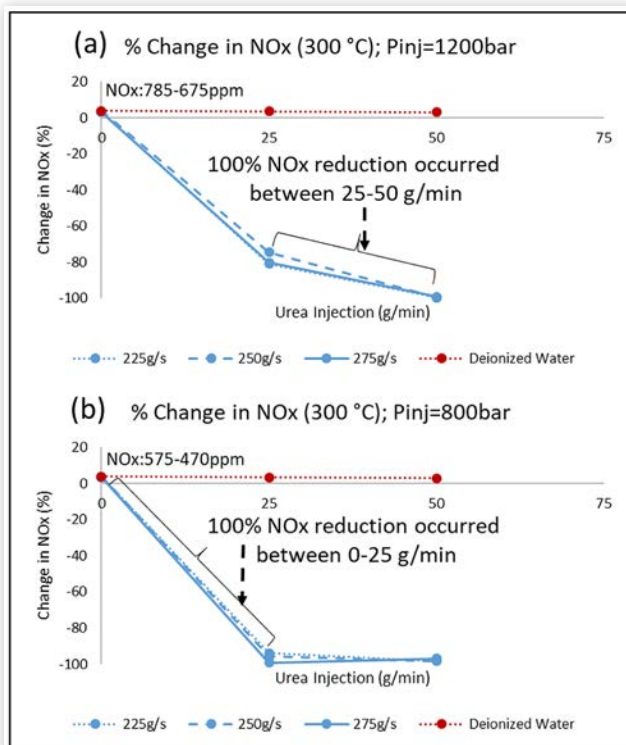 (a) % Change in NOx (300 °C); Pinj=1200bar
20
NOx:785-675ppm
0
0 25 50 75
-20
100% NOx reduction occurred
between 25-50 g/min
-40
-60
-80
-100
Change in NOx (%)
Urea Injection (g/min)
225g/s 250g/s 275g/s Deionized Water
(b) % Change in NOx (300 °C); Pinj=800bar
20
NOx:575-470ppm
0
0 25 50 75
-20
100% NOx reduction occurred
between 0-25 g/min
-40
-60
-80
-100
Change in NOx (%)
Urea Injection (g/min)
225g/s 250g/s 275g/s Deionized Water